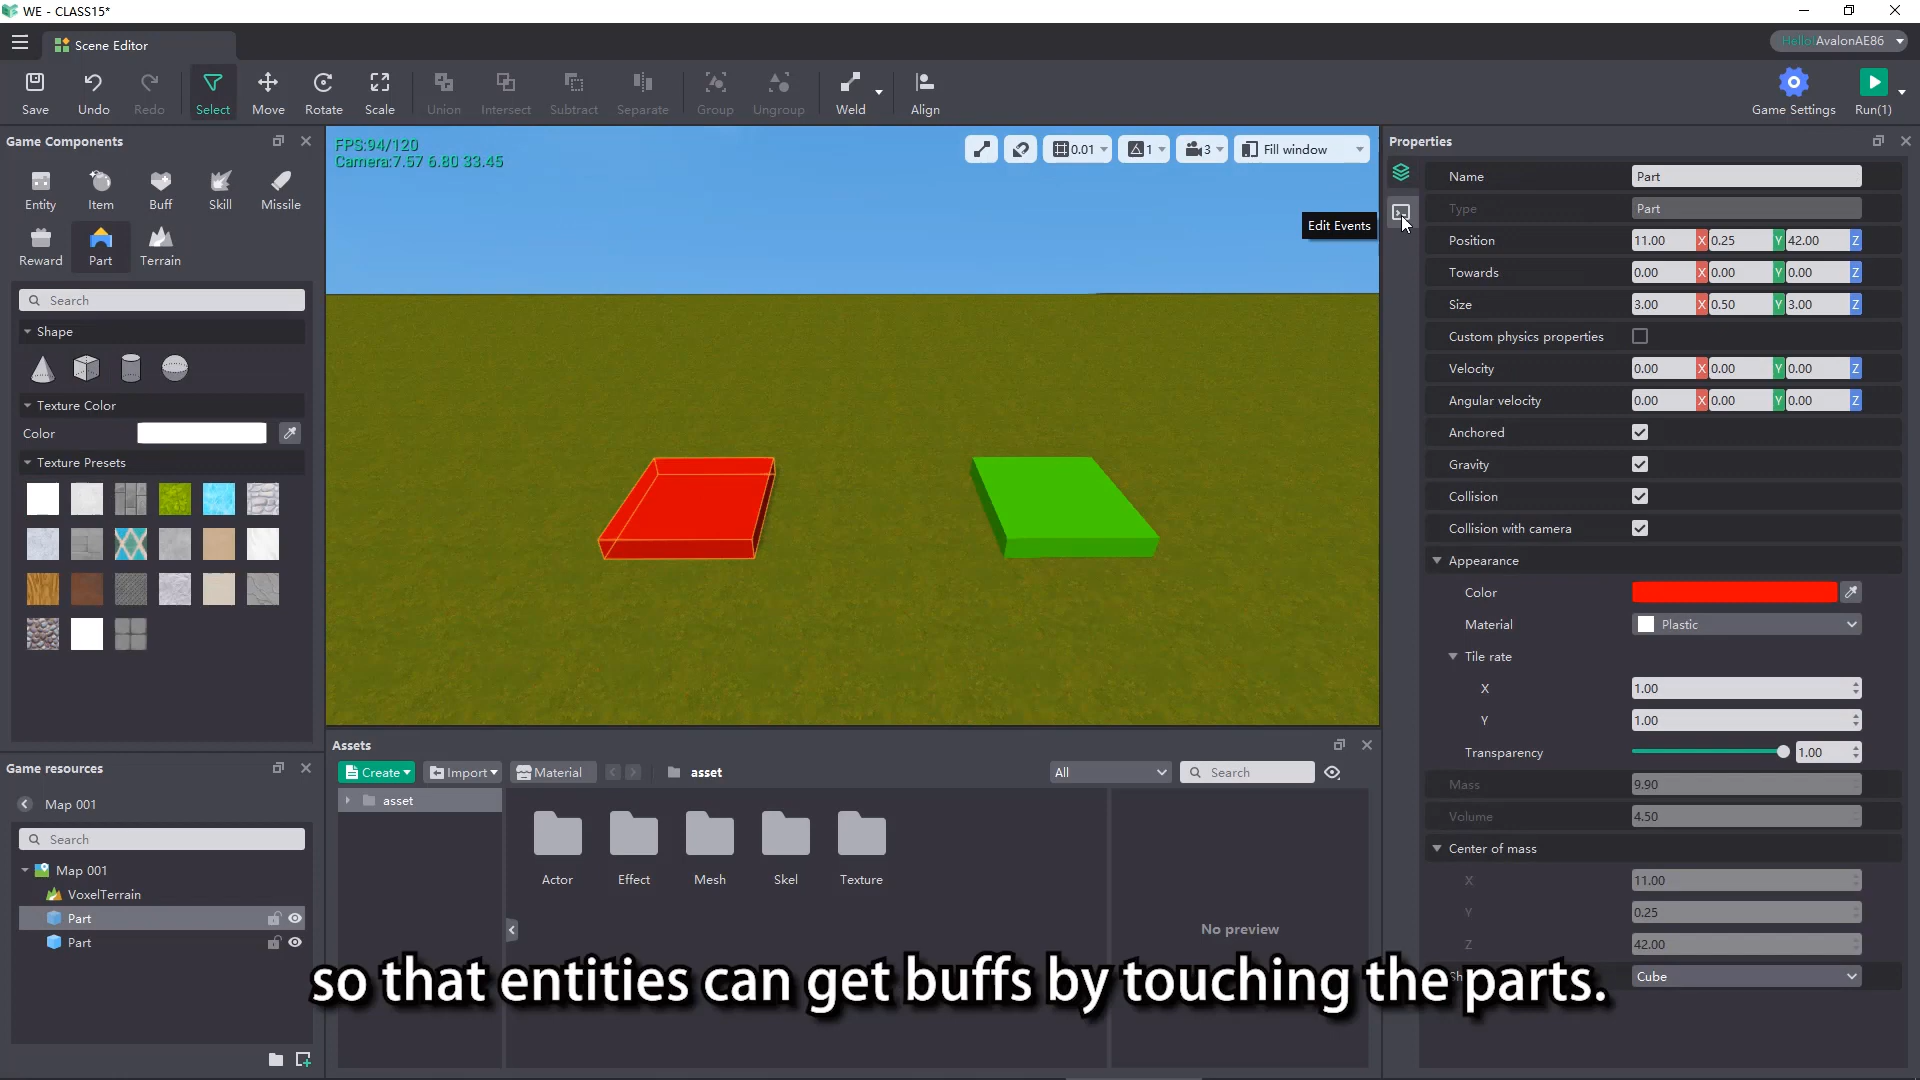 WE - CLASS15*
Scene Editor
Hello! AvalonAE86
Save
Undo
Redo
Select
Move
Rotate
Scale
Union
Intersect
Subtract
Separate
Group
Ungroup
Weld
Align
Game Settings
Run(1)
Game Components
Entity
Item
Buff
Skill
Missile
Reward
Part
Terrain
Search
Shape
Texture Color
Color
Texture Presets
Game resources
Map 001
Search
Map 001
VoxelTerrain
Part
Part
FPS:94/120
Camera:7.57 6.80 33.45
0.01
1
3
Fill window
Edit Events
Assets
Create
Import
Material
asset
All
Search
asset
Actor
Effect
Mesh
Skel
Texture
No preview
Properties
Name Part
Type Part
Position 11.00 X 0.25 Y 42.00 Z
Towards 0.00 X 0.00 Y 0.00 Z
Size 3.00 X 0.50 Y 3.00 Z
Custom physics properties
Velocity 0.00 X 0.00 Y 0.00 Z
Angular velocity 0.00 X 0.00 Y 0.00 Z
Anchored
Gravity
Collision
Collision with camera
Appearance
Color
Material Plastic
Tile rate
X 1.00
Y 1.00
Transparency 1.00
Mass 9.90
Volume 4.50
Center of mass
X 11.00
Y 0.25
Z 42.00
Cube
so that entities can get buffs by touching the parts.